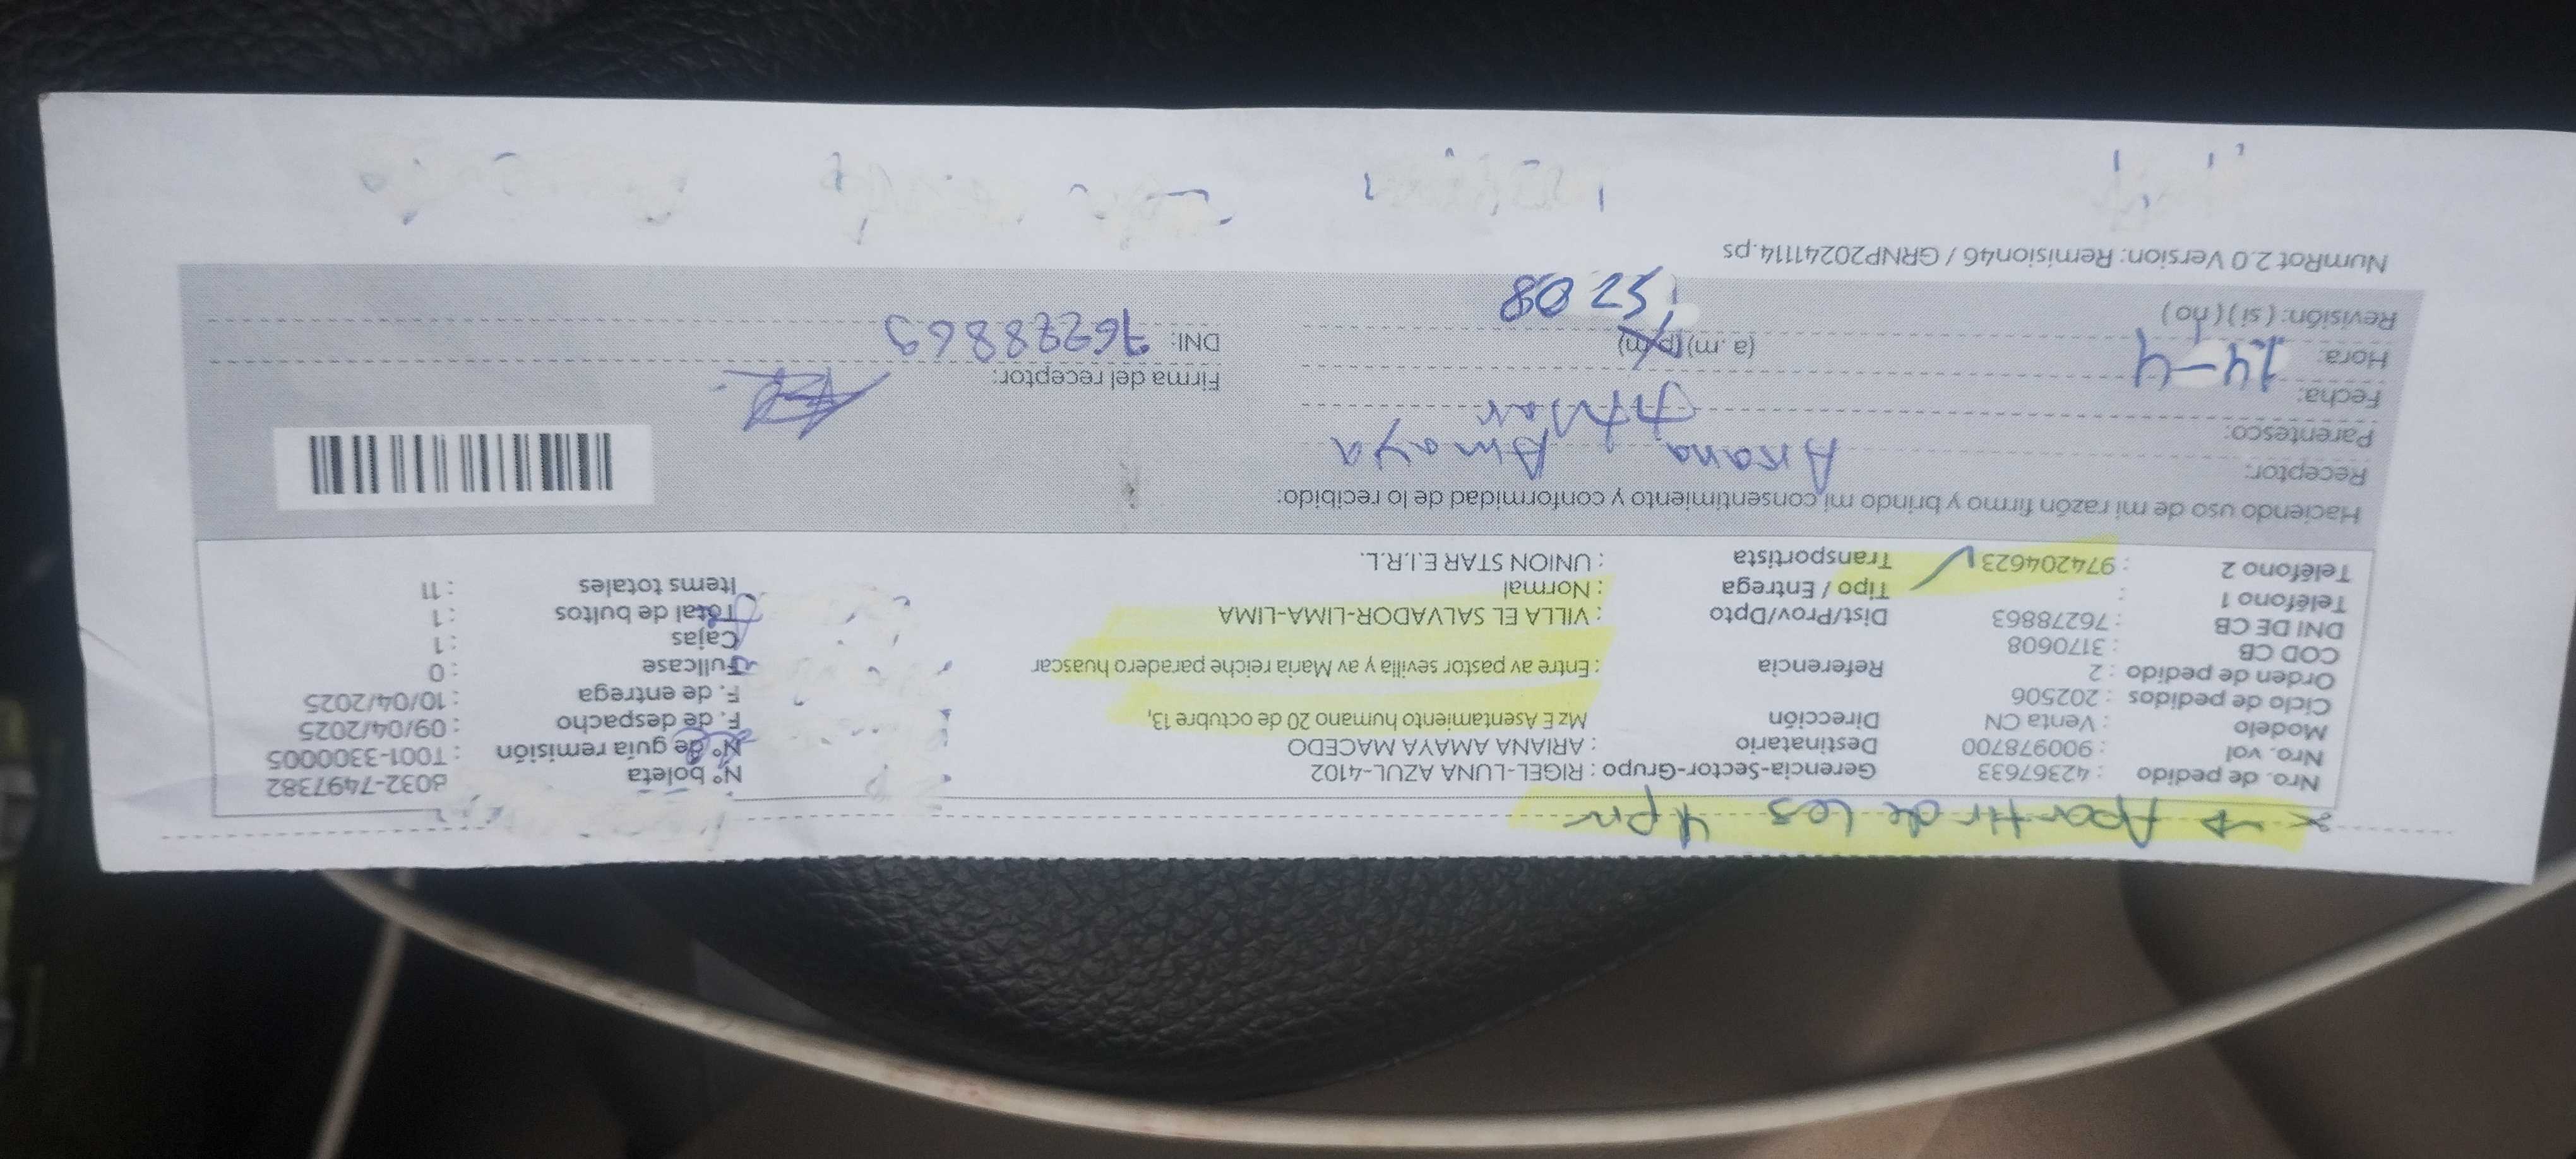 Apartir de las 4 pm
Nro. de pedido : 42367633 Gerencia-Sector-Grupo : RIGEL-LUNA AZUL-4102 N° boleta B032-7497382
Nro. vol : 900978700 Destinatario : ARIANA AMAYA MACEDO N° de guía remisión : T001-3300005
Modelo : Venta CN Dirección Mz E Asentamiento humano 20 de octubre 13, F. de despacho : 09/04/2025
Ciclo de pedidos : 202506 F. de entrega : 10/04/2025
Orden de pedido : 2 Referencia : Entre av pastor sevilla y av Maria reiche paradero huascar Fullcase : 0
COD CB : 3170608 Cajas : 1
DNI DE CB : 76278863 Dist/Prov/Dpto : VILLA EL SALVADOR-LIMA-LIMA Total de bultos : 1
Teléfono 1 : Tipo / Entrega : Normal Items totales : 11
Teléfono 2 : 974204623 Transportista : UNION STAR E.I.R.L.
Haciendo uso de mi razón firmo y brindo mi consentimiento y conformidad de lo recibido:
Receptor: Amaya
Parentesco:
Fecha: 14-4 Firma del receptor:
Hora: (a.m) (p.m) DNI: 76278863
Revisión: (si) (no) 52 08
NumRot 2.0 Version: Remision46 / GRNP20241114.ps